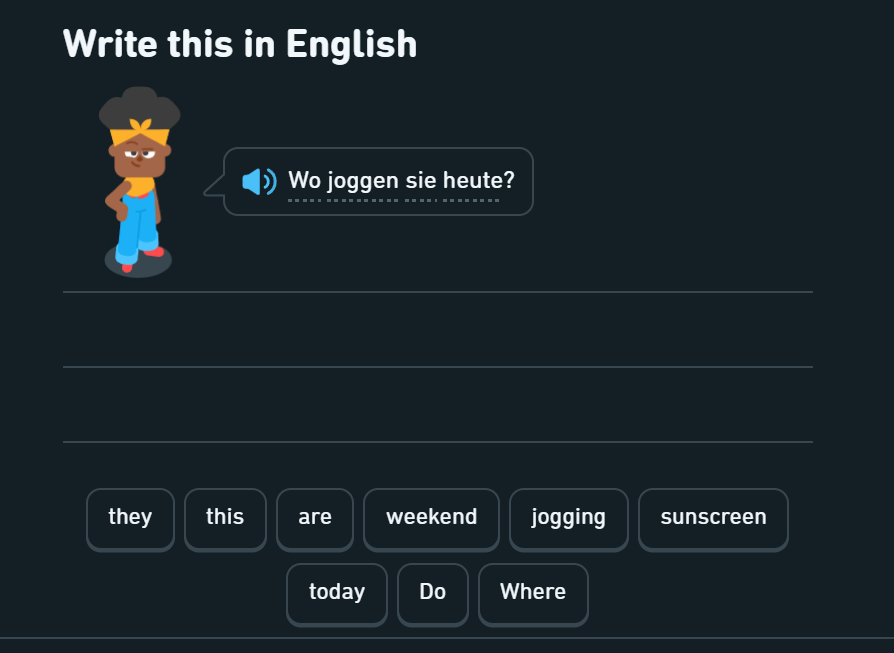 Write this in English
Wo joggen sie heute?
they this are weekend jogging sunscreen
today Do Where